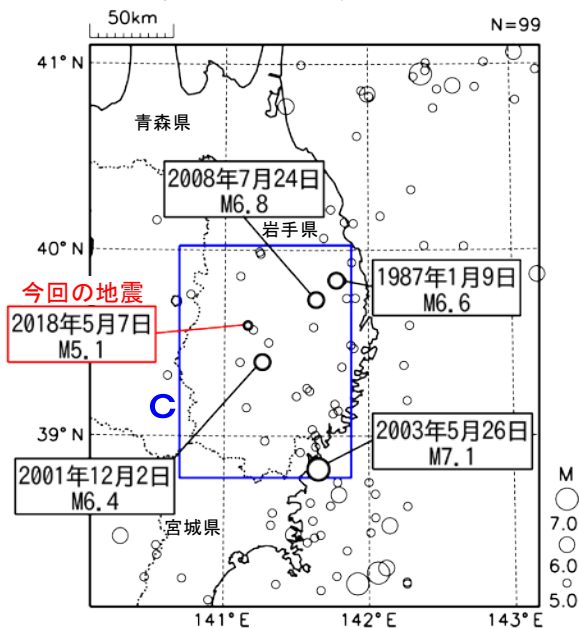 50km
N=99
41°N
青森県
2008年7月24日
M6.8
岩手県
40°N
今回の地震
1987年1月9日
M6.6
2018年5月7日
M5.1
C
39°N
2003年5月26日
M7.1
2001年12月2日
M6.4
宮城県
M
7.0
6.0
5.0
141°E
142°E
143°E